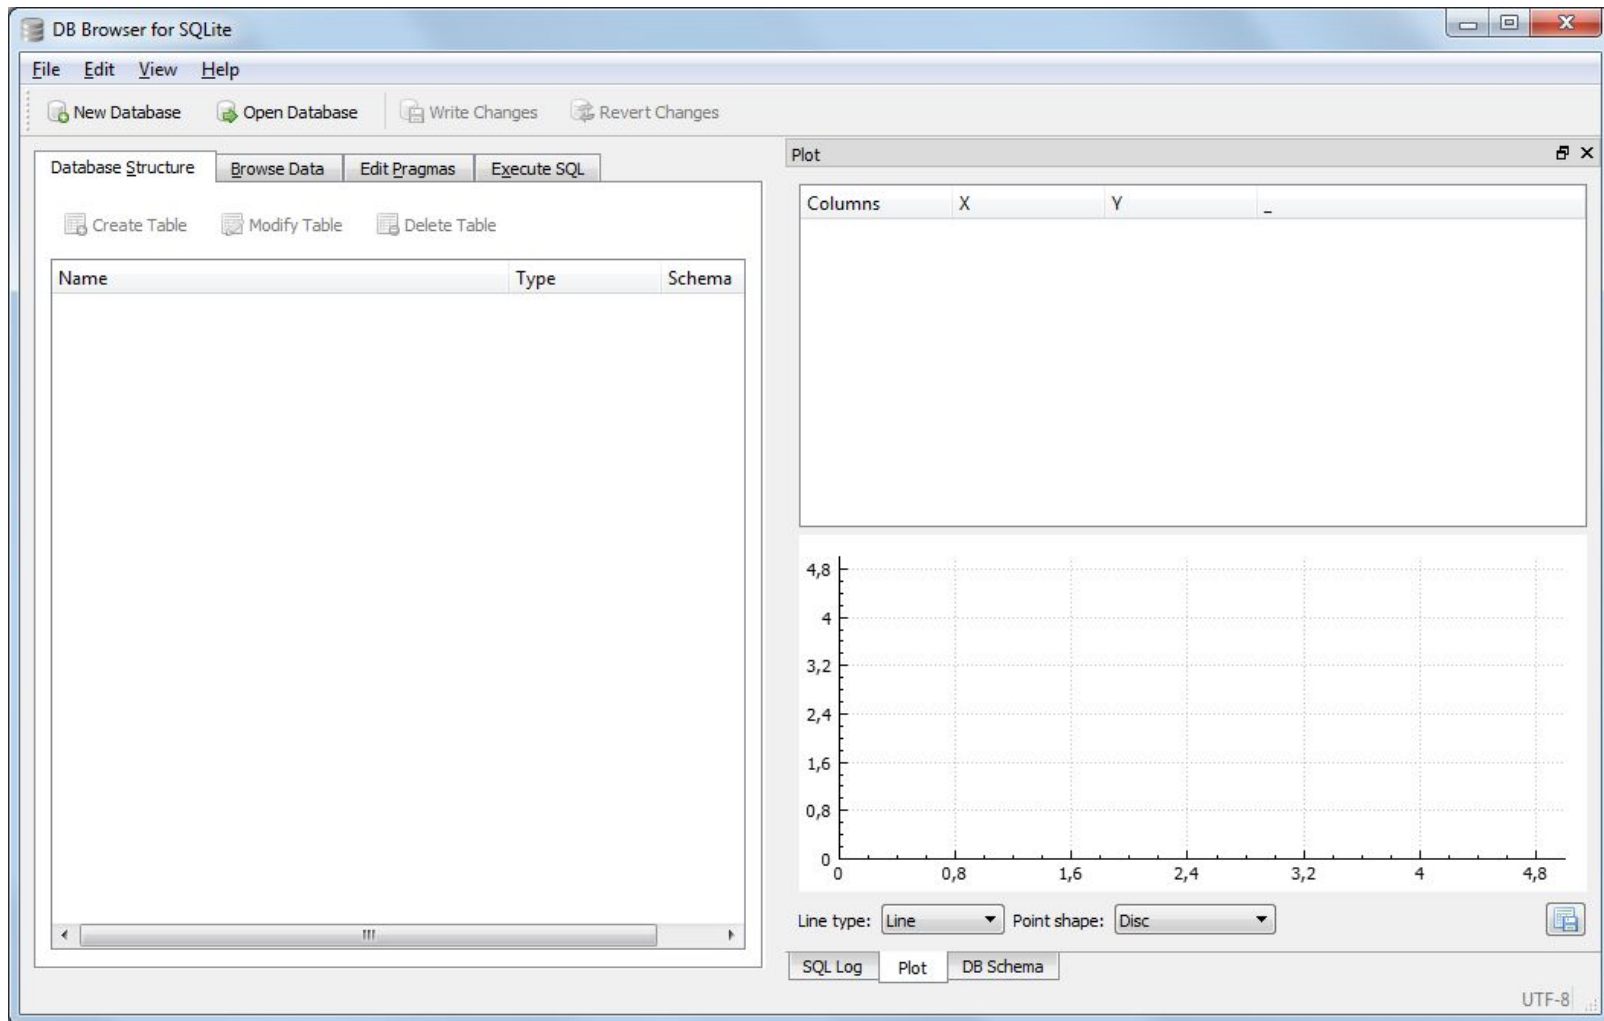 DB Browser for SQLite
File Edit View Help
New Database Open Database Write Changes Revert Changes
Database Structure Browse Data Edit Pragmas Execute SQL
Create Table Modify Table Delete Table
Name Type Schema
Plot
Columns X Y _
4,8
4
3,2
2,4
1,6
0,8
0
0 0,8 1,6 2,4 3,2 4 4,8
Line type: Line Point shape: Disc
SQL Log Plot DB Schema
UTF-8